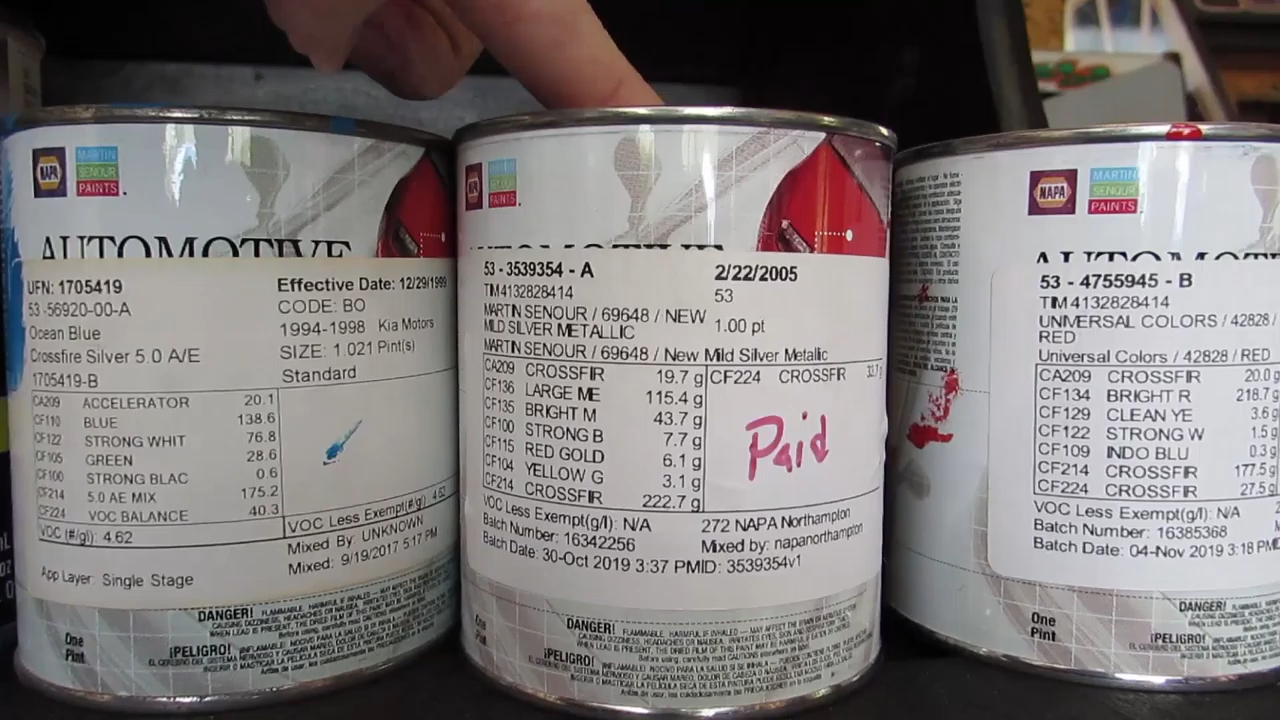 NAPA
MARTIN
SENOUR
PAINTS
AUTOMOTIVE
UFN: 1705419 Effective Date: 12/29/1999
53-56920-00-A CODE: BO
Ocean Blue 1994-1998 Kia Motors
Crossfire Silver 5.0 A/E SIZE: 1.021 Pint(s)
1705419-B Standard
CA209 ACCELERATOR 20.1
CF110 BLUE 138.6
CF122 STRONG WHIT 76.8
CF105 GREEN 28.6
CF100 STRONG BLAC 0.6
CF214 5.0 AE MIX 175.2
CF224 VOC BALANCE 40.3
VOC (#/gl): 4.62 VOC Less Exempt(#/gl): 4.62
Mixed By: UNKNOWN
Mixed: 9/19/2017 5:17 PM
App Layer: Single Stage
DANGER!
¡PELIGRO!
One
Pint
NAPA
MARTIN
SENOUR
PAINTS
AUTOMOTIVE
53 - 3539354 - A 2/22/2005
TIM4132828414 53
MARTIN SENOUR / 69648 / NEW
MILD SILVER METALLIC 1.00 pt
MARTIN SENOUR / 69648 / New Mild Silver Metallic
CA209 CROSSFIR 19.7 g CF224 CROSSFIR
CF136 LARGE ME 115.4 g
CF135 BRIGHT M 43.7 g
CF100 STRONG B 7.7 g
CF115 RED GOLD 6.1 g
CF104 YELLOW G 3.1 g
CF214 CROSSFIR 222.7 g
Paid
VOC Less Exempt(g/l): N/A 272 NAPA Northampton
Batch Number: 16342256 Mixed by: napanorthampton
Batch Date: 30-Oct 2019 3:37 PM ID: 3539354v1
DANGER!
¡PELIGRO!
One
Pint
NAPA
MARTIN
SENOUR
PAINTS
AUTOMOT
53 - 4755945 - B
TIM4132828414
UNIVERSAL COLORS / 42828 /
RED
Universal Colors / 42828 / RED
CA209 CROSSFIR 20.0 g
CF134 BRIGHT R 218.7 g
CF129 CLEAN YE 3.6 g
CF122 STRONG W 1.5 g
CF109 INDO BLU 0.3 g
CF214 CROSSFIR 177.5 g
CF224 CROSSFIR 27.5 g
VOC Less Exempt(g/l): N/A
Batch Number: 16385368
Batch Date: 04-Nov 2019 3:18 PM
One
Pint
DANGER!
¡PELIGRO!